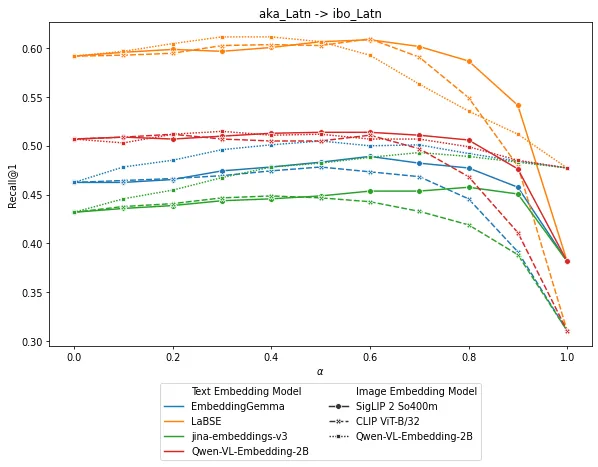 aka_Latn -> ibo_Latn
Recall@1
0.60
0.55
0.50
0.45
0.40
0.35
0.30
0.0 0.2 0.4 0.6 0.8 1.0
α
Text Embedding Model Image Embedding Model
EmbeddingGemma SigLIP 2 So400m
LaBSE CLIP ViT-B/32
jina-embeddings-v3 Qwen-VL-Embedding-2B
Qwen-VL-Embedding-2B